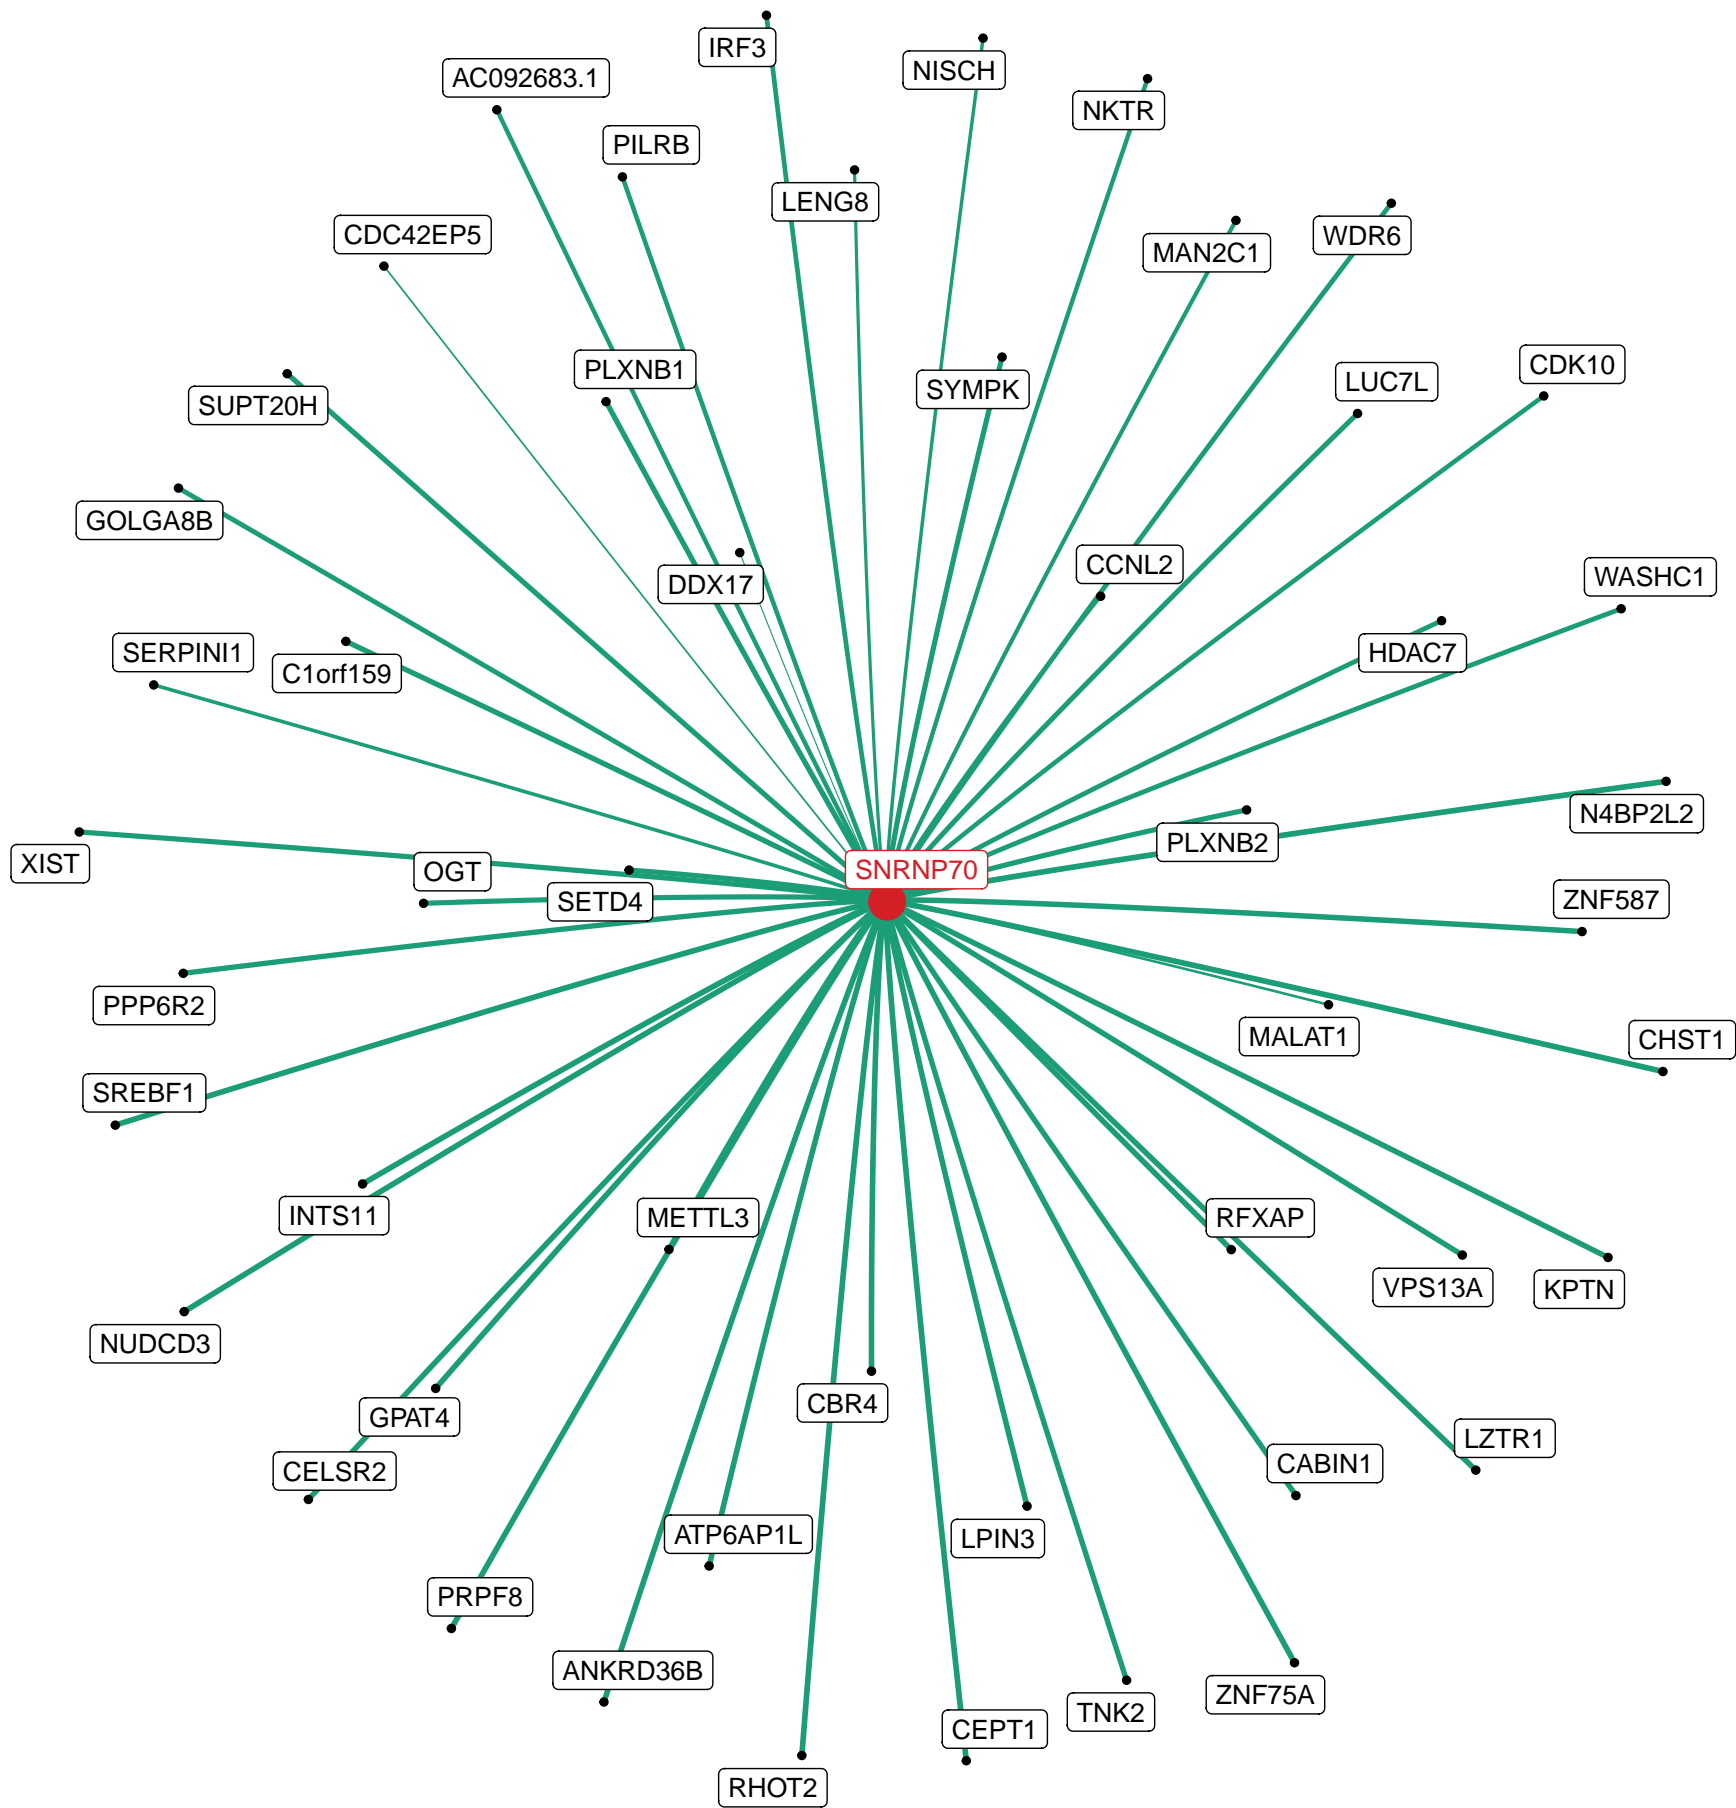 IRF3
NISCH
AC092683.1
NKTR
PILRB
LENG8
CDC42EP5
WDR6
MAN2C1
CDK10
PLXNB1
LUC7L
SYMPK
SUPT20H
GOLGA8B
CCNL2
WASHC1
DDX17
SERPINI1
HDAC7
C1orf159
N4BP2L2
PLXNB2
XIST
OGT
SNRNP70
SETD4
ZNF587
PPP6R2
MALAT1
CHST1
SREBF1
INTS11
METTL3
RFXAP
VPS13A
KPTN
NUDCD3
CBR4
GPAT4
LZTR1
CABIN1
CELSR2
ATP6AP1L
LPIN3
PRPF8
ANKRD36B
ZNF75A
TNK2
CEPT1
RHOT2